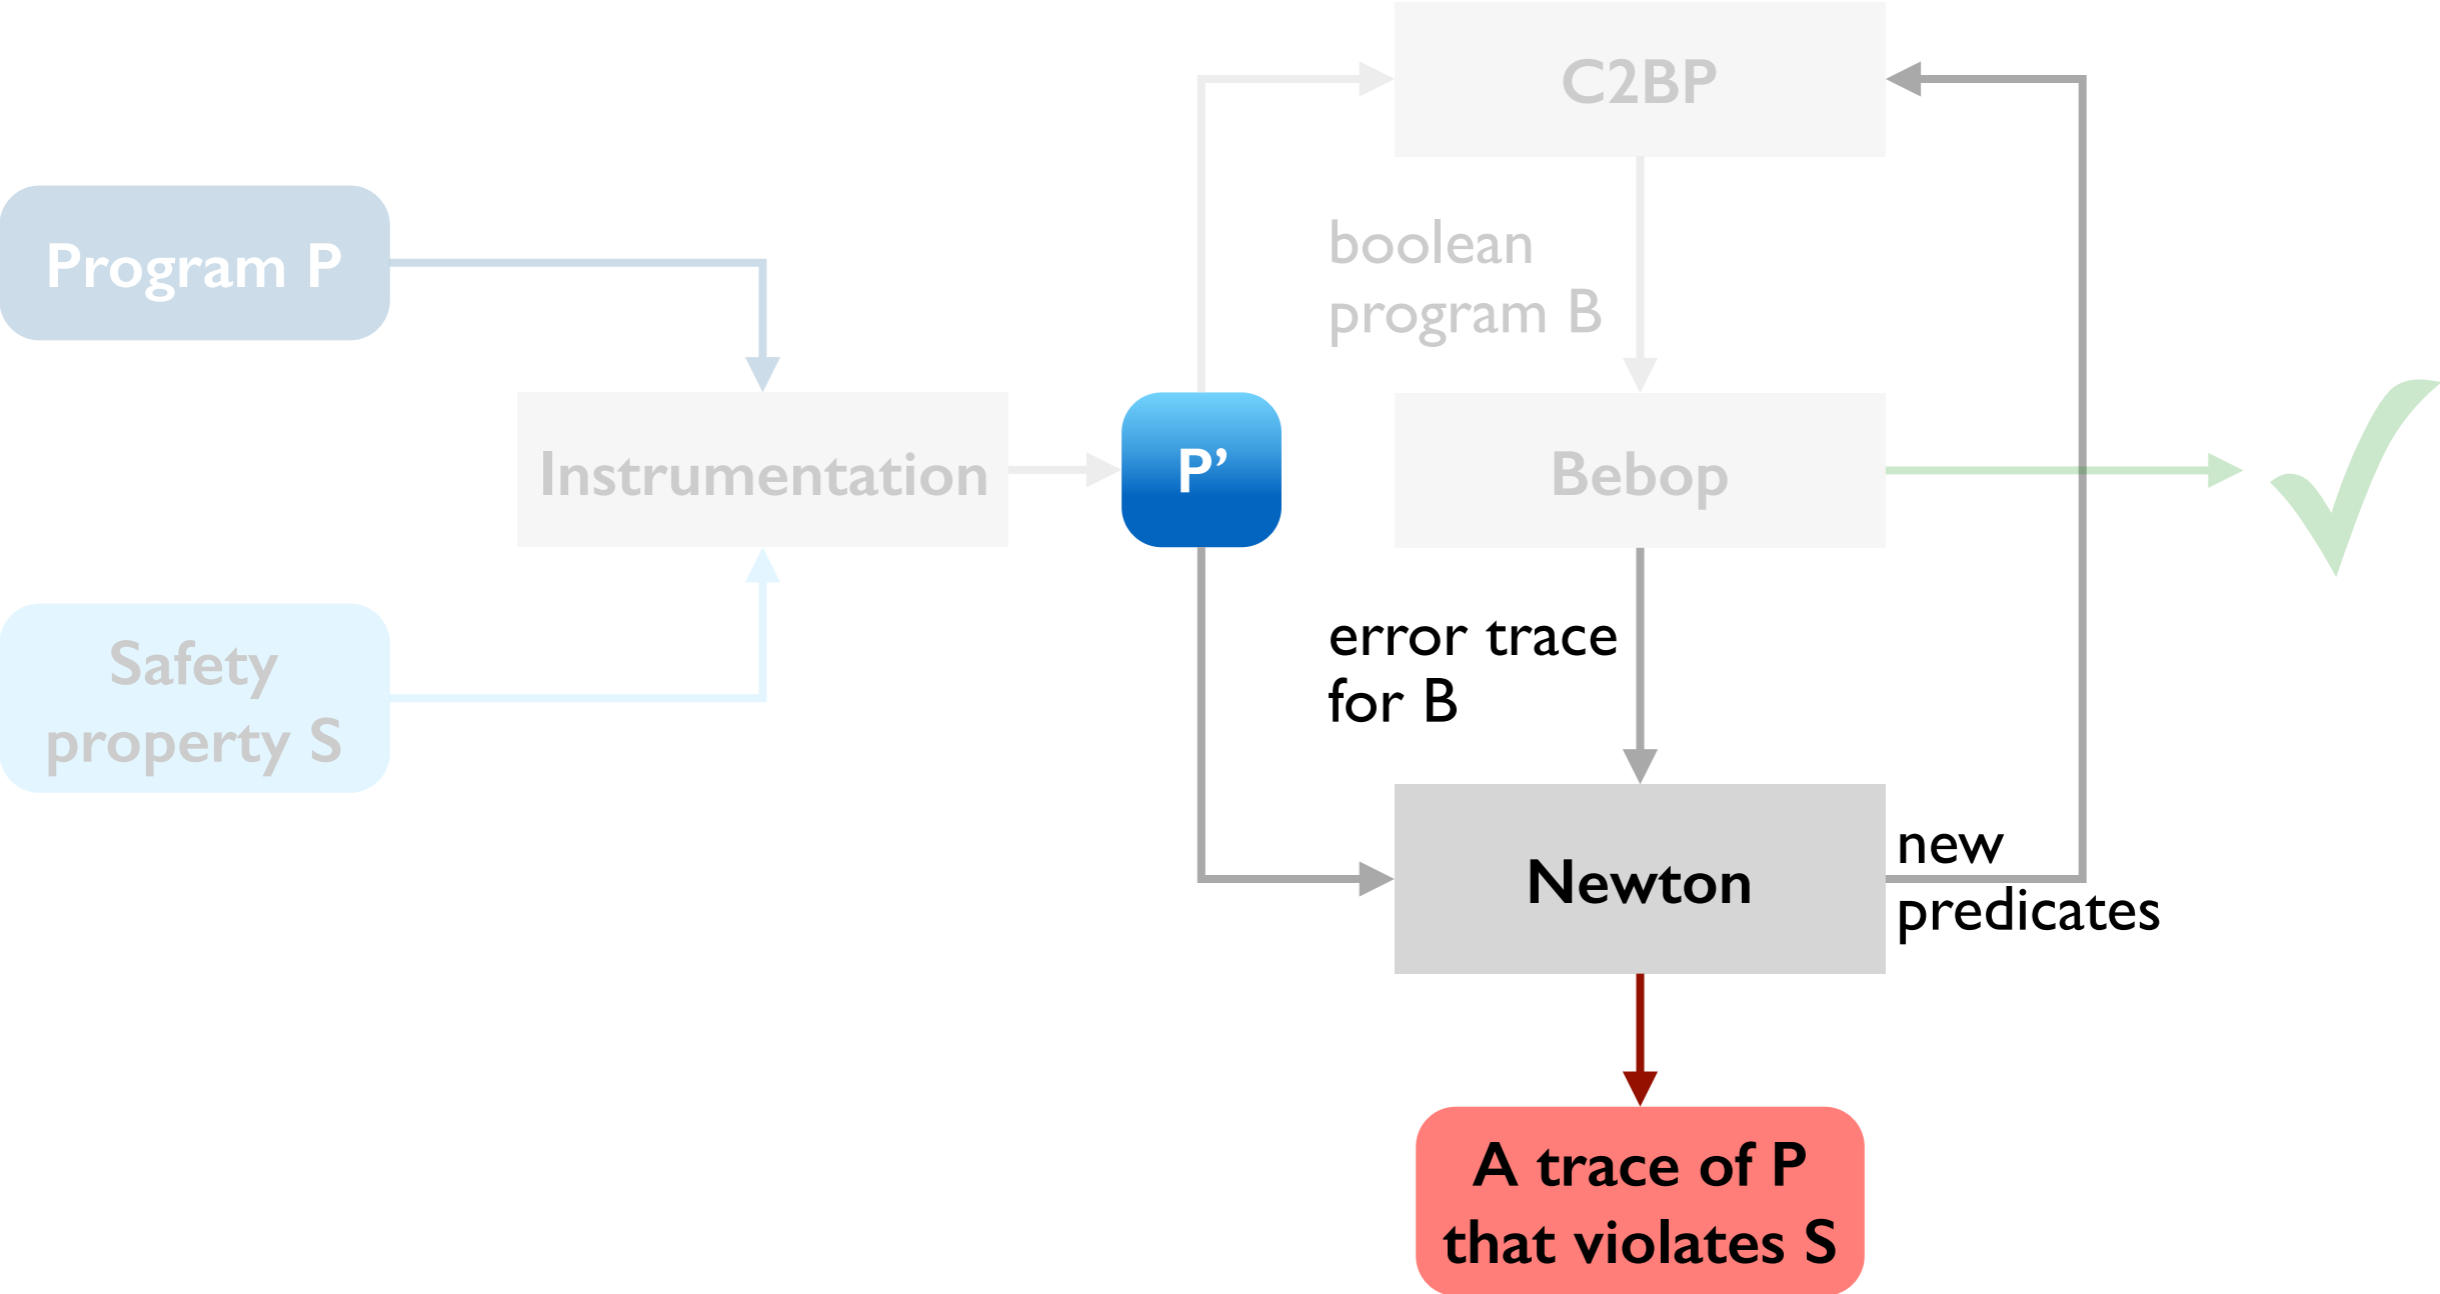 C2BP
Program P
boolean
program B
Instrumentation
P’
Bebop
Safety
property S
error trace
for B
Newton
new
predicates
A trace of P
that violates S